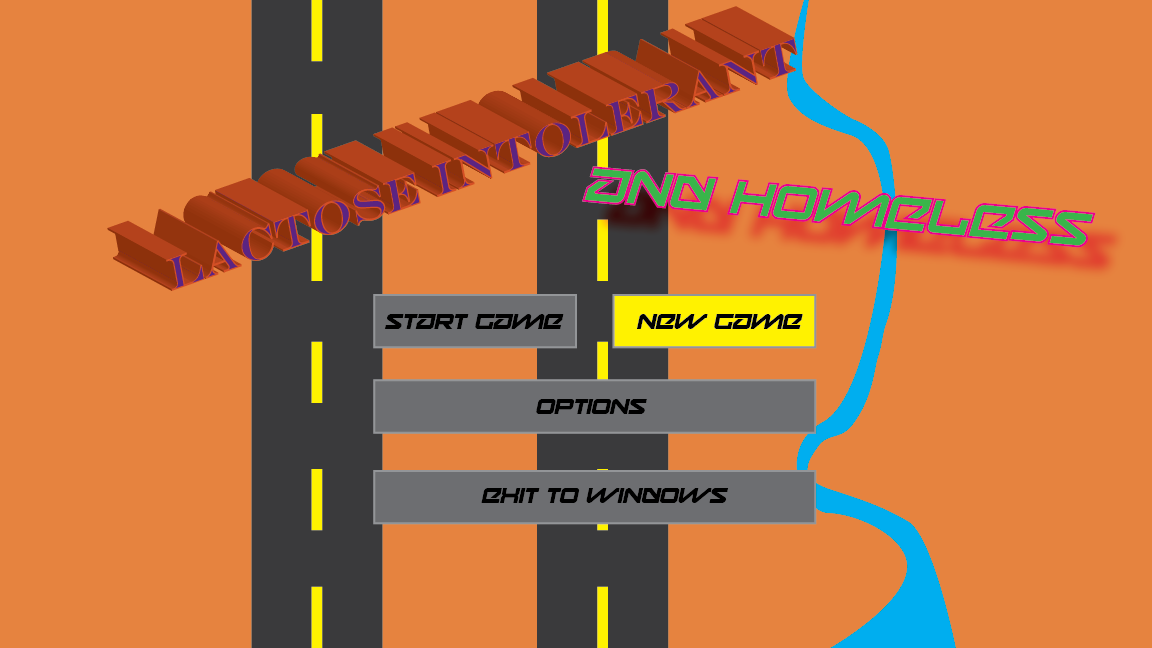 LACTOSE INTOLERANT
AND HOMELESS
START GAME
NEW GAME
OPTIONS
EXIT TO WINDOWS